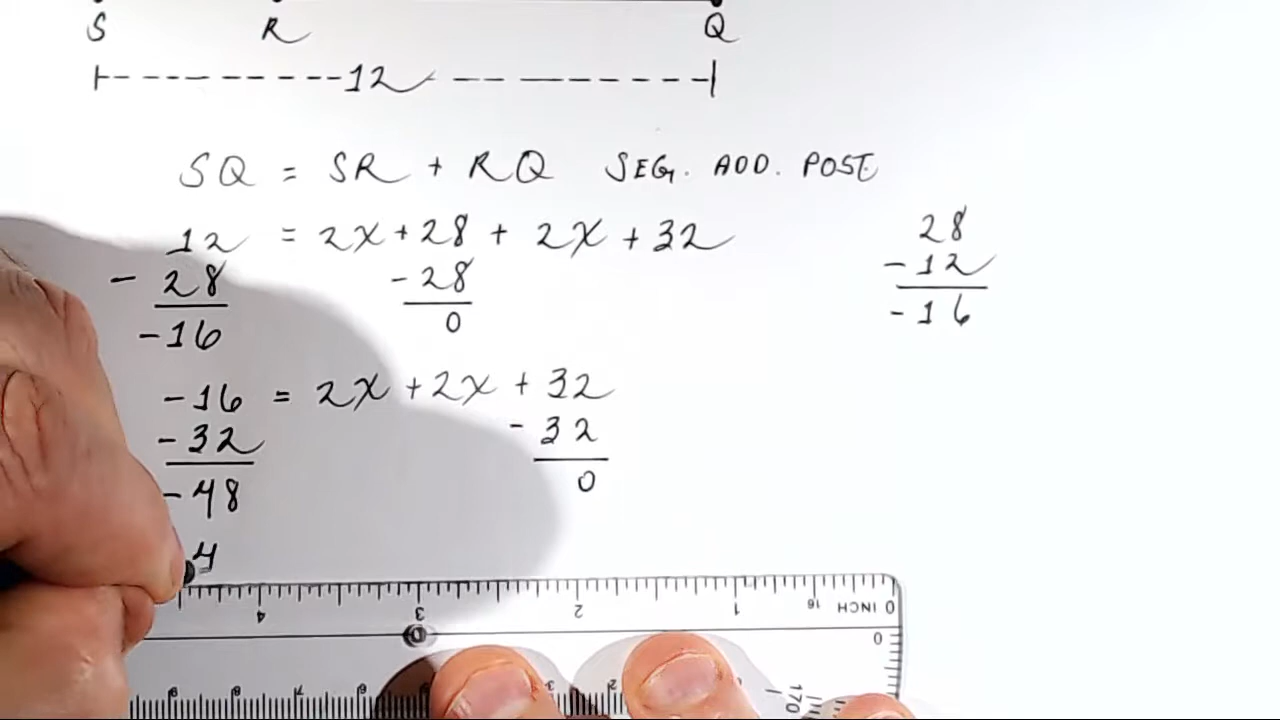 S R Q
12
SQ = SR + RQ SEG. ADD. POST.
12 = 2x + 28 + 2x + 32
- 28 - 28
-16 0
28
- 12
-16
-16 = 2x + 2x + 32
-32 - 32
-48 0
4
4 3 2 1 16 INCH 0
0
170